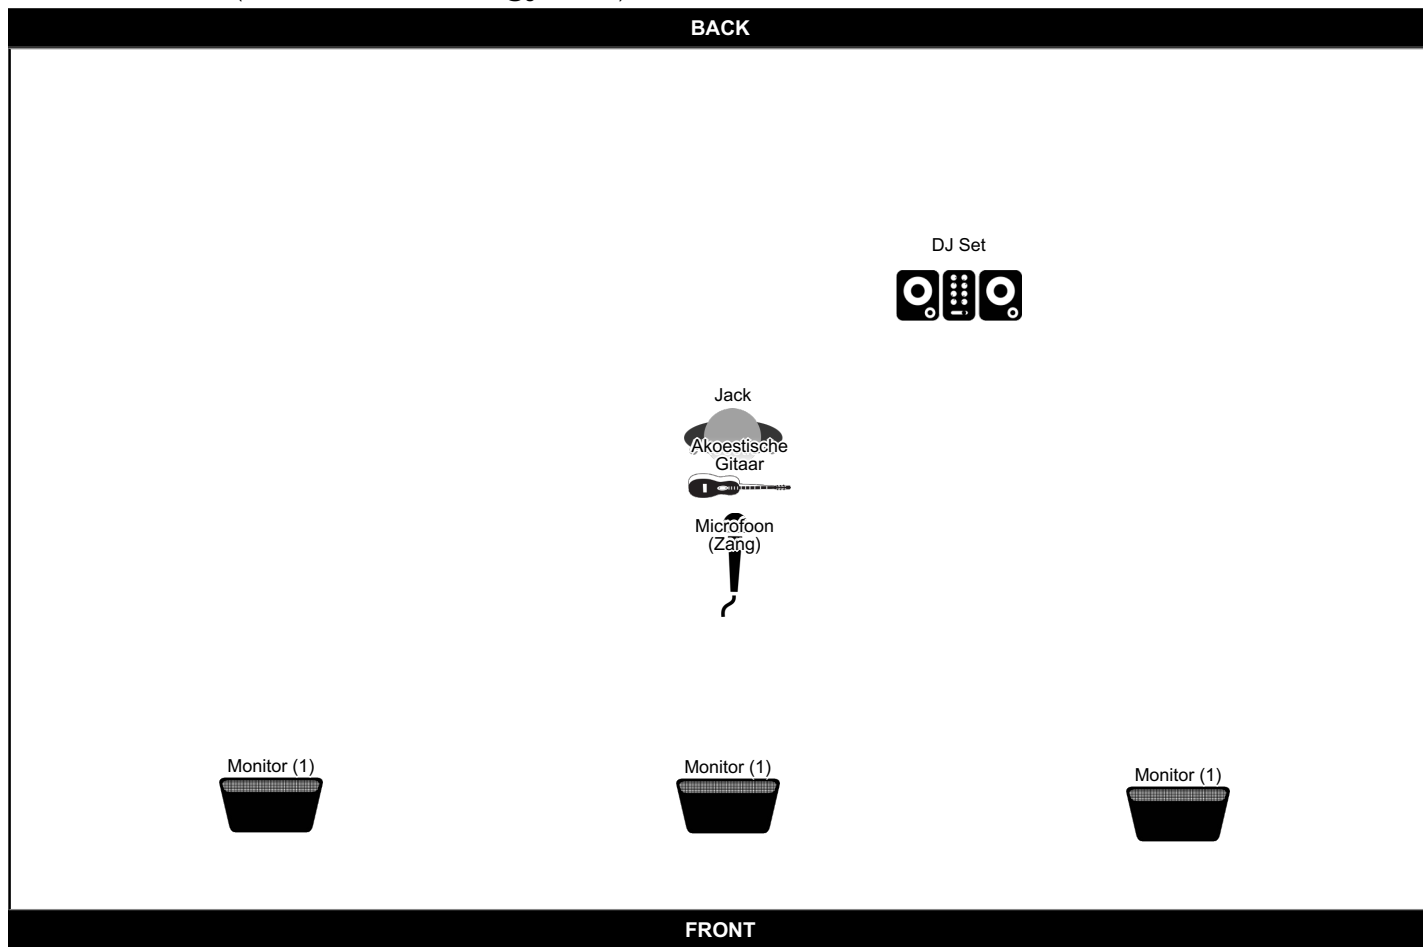 BACK
DJ Set
Jack
Akoestische
Gitaar
Microfoon
(Zang)
Monitor (1)
Monitor (1)
Monitor (1)
FRONT